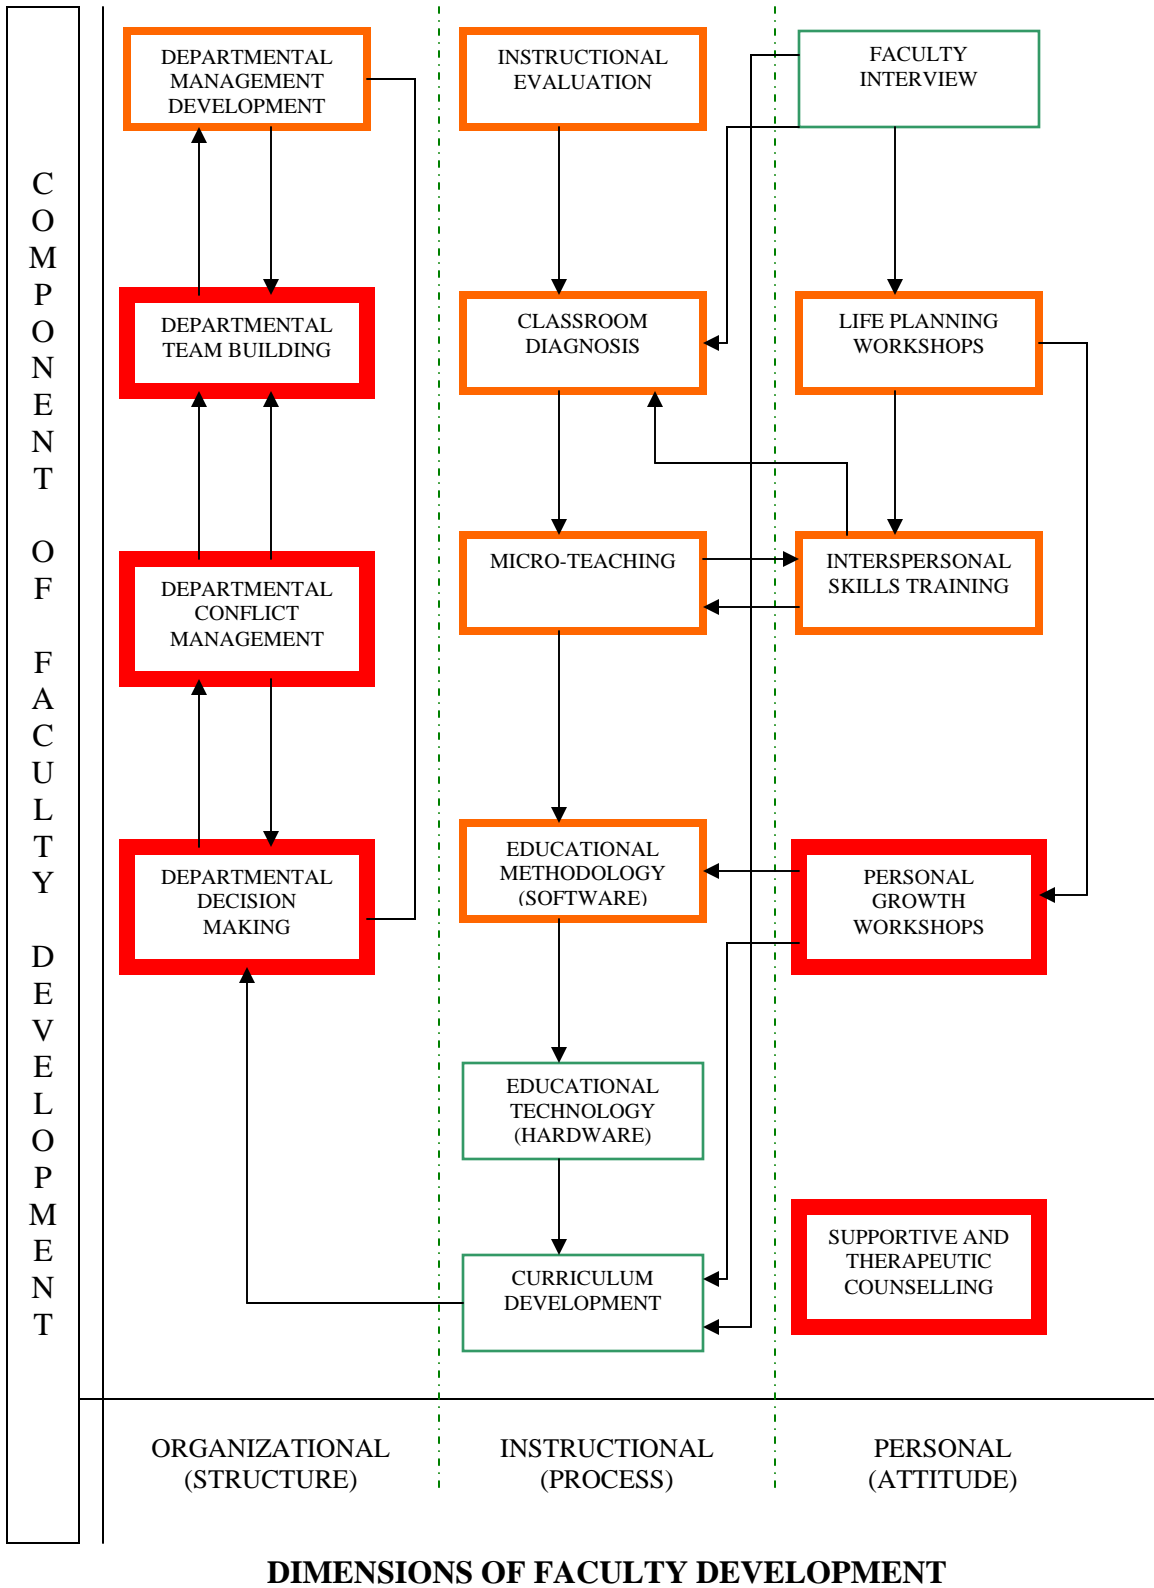 COMPONENT OF FACULTY DEVELOPMENT
DEPARTMENTAL
MANAGEMENT
DEVELOPMENT
INSTRUCTIONAL
EVALUATION
FACULTY
INTERVIEW
DEPARTMENTAL
TEAM BUILDING
CLASSROOM
DIAGNOSIS
LIFE PLANNING
WORKSHOPS
DEPARTMENTAL
CONFLICT
MANAGEMENT
MICRO-TEACHING
INTERSPERSONAL
SKILLS TRAINING
DEPARTMENTAL
DECISION
MAKING
EDUCATIONAL
METHODOLOGY
(SOFTWARE)
PERSONAL
GROWTH
WORKSHOPS
EDUCATIONAL
TECHNOLOGY
(HARDWARE)
CURRICULUM
DEVELOPMENT
SUPPORTIVE AND
THERAPEUTIC
COUNSELLING
ORGANIZATIONAL
(STRUCTURE)
INSTRUCTIONAL
(PROCESS)
PERSONAL
(ATTITUDE)
DIMENSIONS OF FACULTY DEVELOPMENT